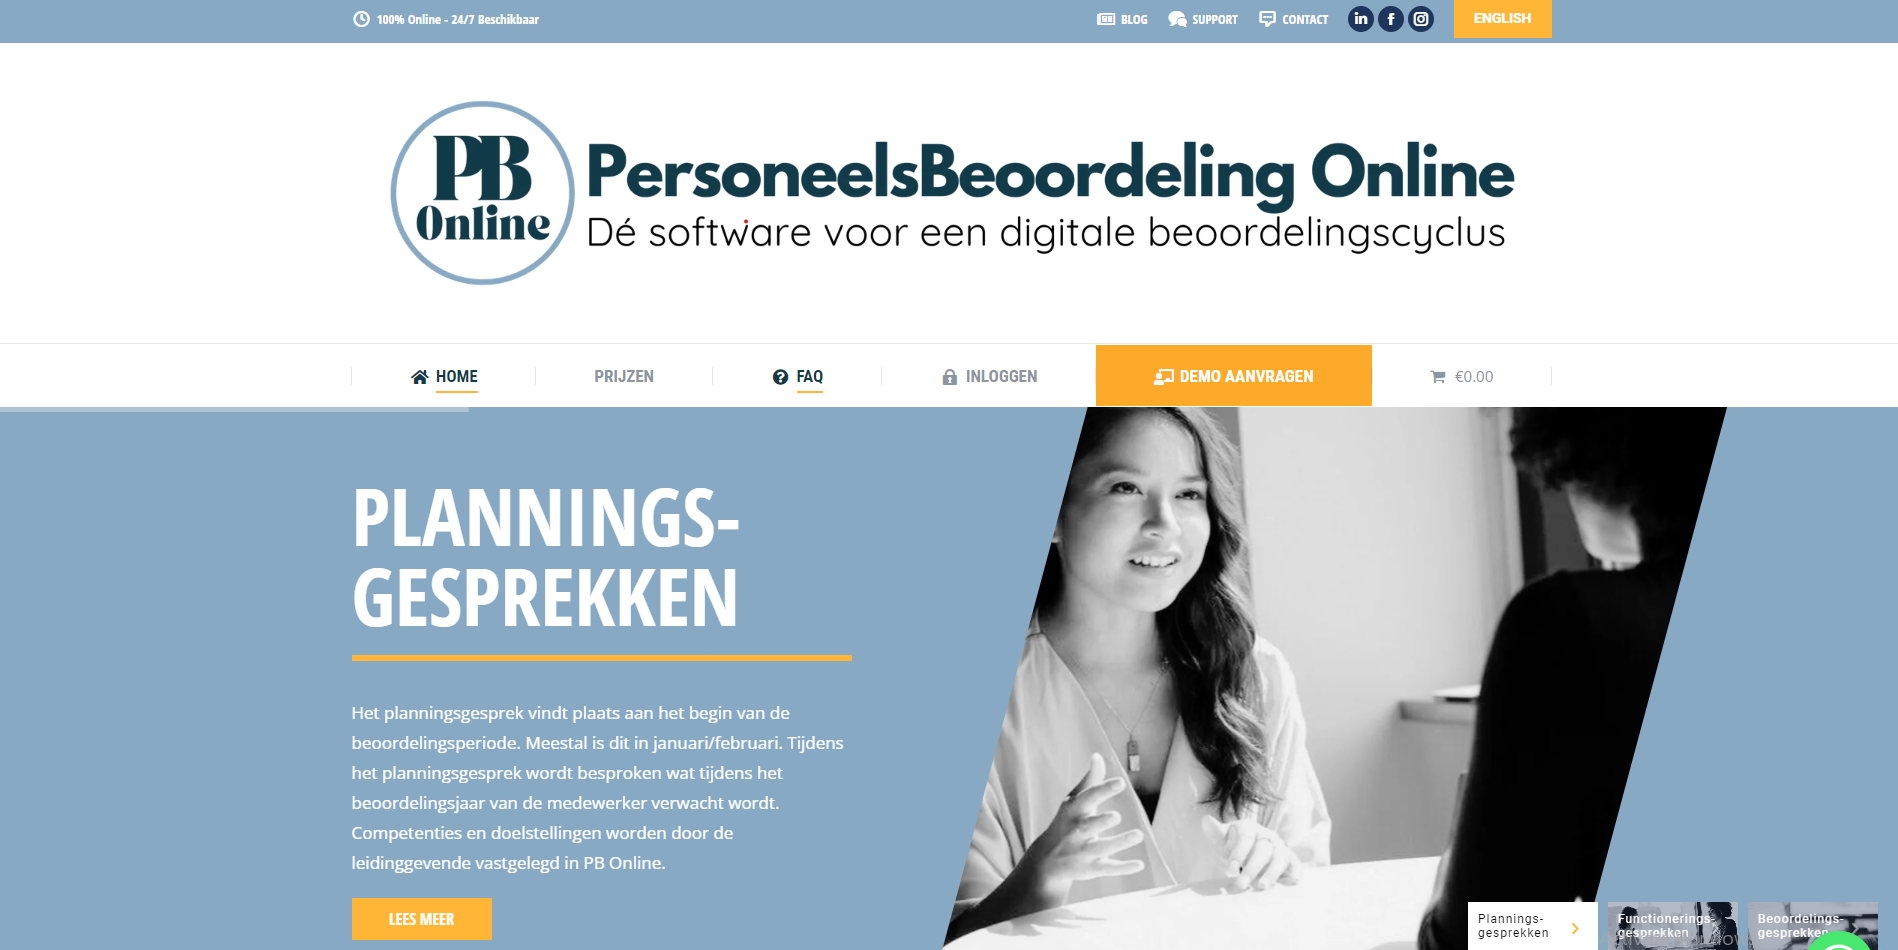 100% Online - 24/7 Beschikbaar
BLOG SUPPORT CONTACT ENGLISH
PB
Online
PersoneelsBeoordeling Online
Dé software voor een digitale beoordelingscyclus
HOME PRIJZEN FAQ INLOGGEN DEMO AANVRAGEN €0.00
PLANNINGS-
GESPREKKEN
Het planningsgesprek vindt plaats aan het begin van de
beoordelingsperiode. Meestal is dit in januari/februari. Tijdens
het planningsgesprek wordt besproken wat tijdens het
beoordelingsjaar van de medewerker verwacht wordt.
Competenties en doelstellingen worden door de
leidinggevende vastgelegd in PB Online.
LEES MEER
Plannings-
gesprekken
Functionerings-
gesprekken
Beoordelings-
gesprekken